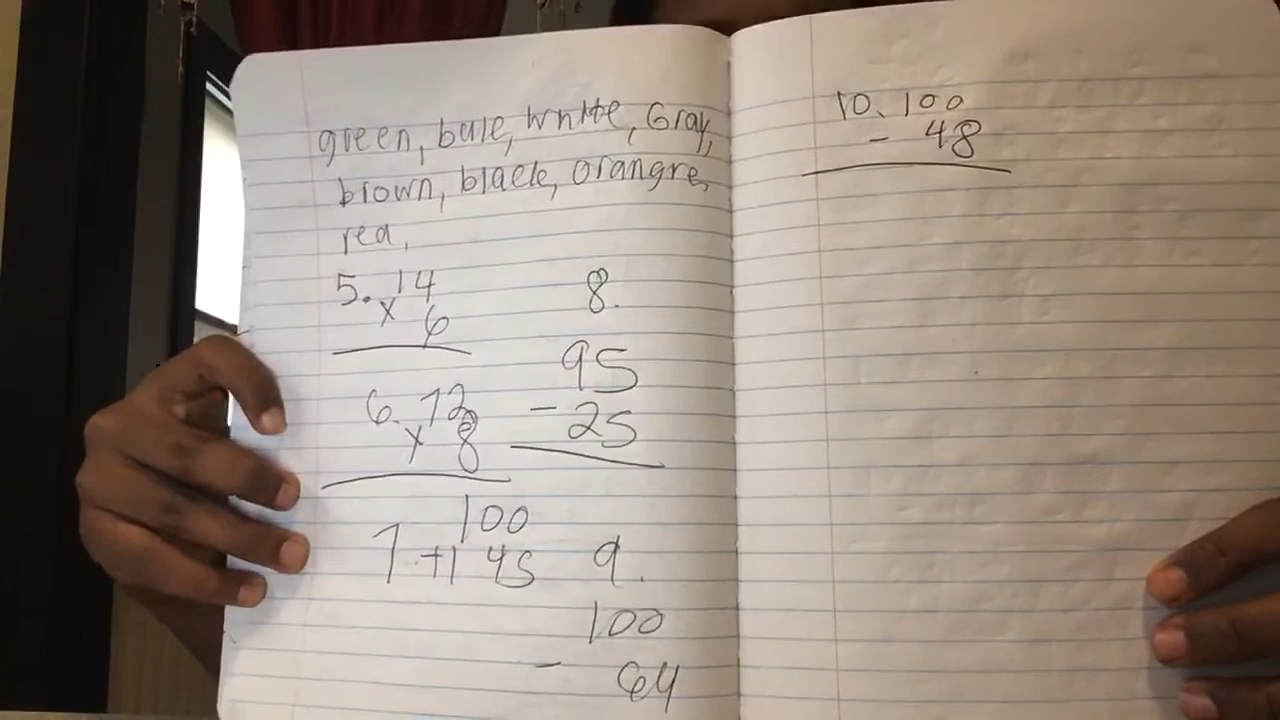 green, bule, White, Gray,
brown, black, orangre,
rea,
5. 14
x 6
6. 72
x 8
100
7. +145
8.
95
- 25
9.
100
- 64
10. 100
- 48